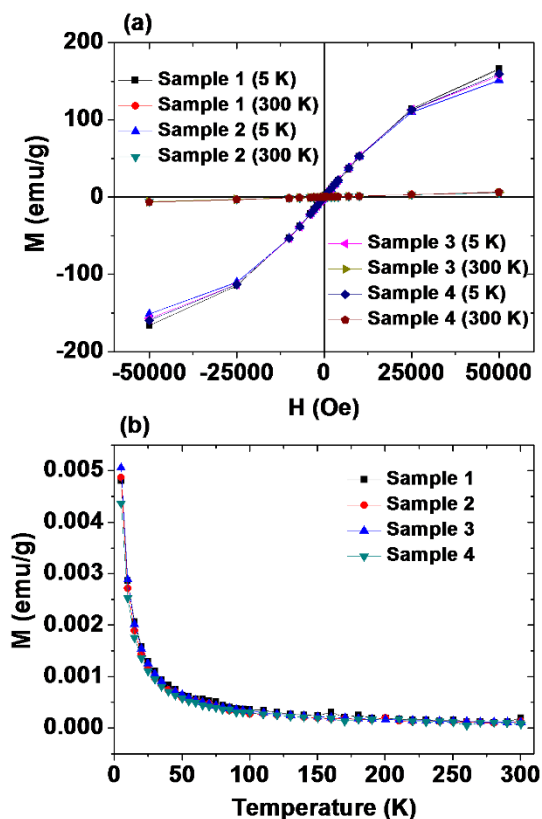 (a)
200
100
0
-100
-200
M (emu/g)
Sample 1 (5 K)
Sample 1 (300 K)
Sample 2 (5 K)
Sample 2 (300 K)
Sample 3 (5 K)
Sample 3 (300 K)
Sample 4 (5 K)
Sample 4 (300 K)
-50000 -25000 0 25000 50000
H (Oe)
(b)
0.005
0.004
0.003
0.002
0.001
0.000
M (emu/g)
Sample 1
Sample 2
Sample 3
Sample 4
0 50 100 150 200 250 300
Temperature (K)